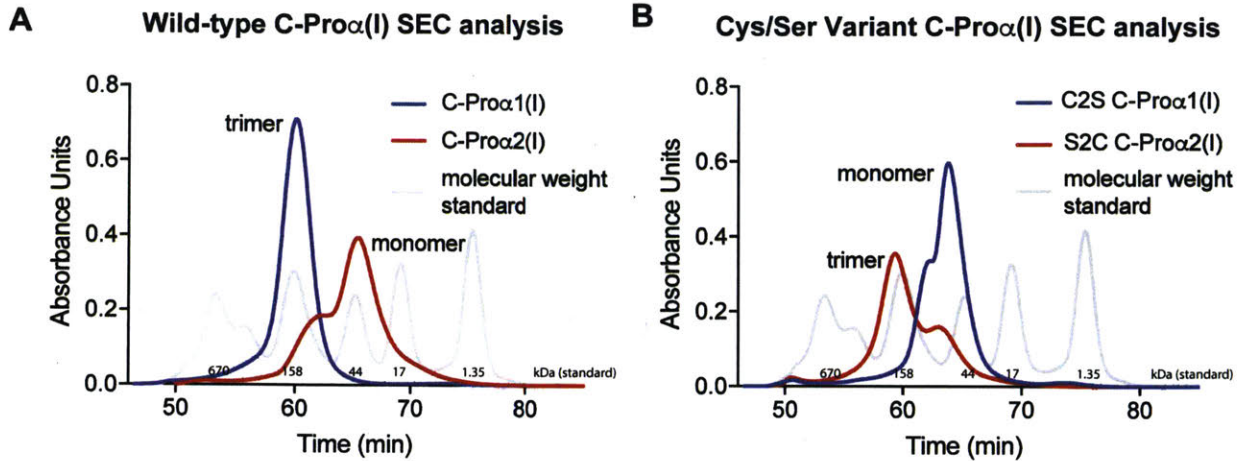 A
Wild-type C-Proα(I) SEC analysis
0.8
0.6
0.4
0.2
0.0
Absorbance Units
trimer
monomer
C-Proα1(I)
C-Proα2(I)
molecular weight
standard
670
158
44
17
1.35
kDa (standard)
50
60
70
80
Time (min)
B
Cys/Ser Variant C-Proα(I) SEC analysis
0.8
0.6
0.4
0.2
0.0
Absorbance Units
monomer
trimer
C2S C-Proα1(I)
S2C C-Proα2(I)
molecular weight
standard
670
158
44
17
1.35
kDa (standard)
50
60
70
80
Time (min)